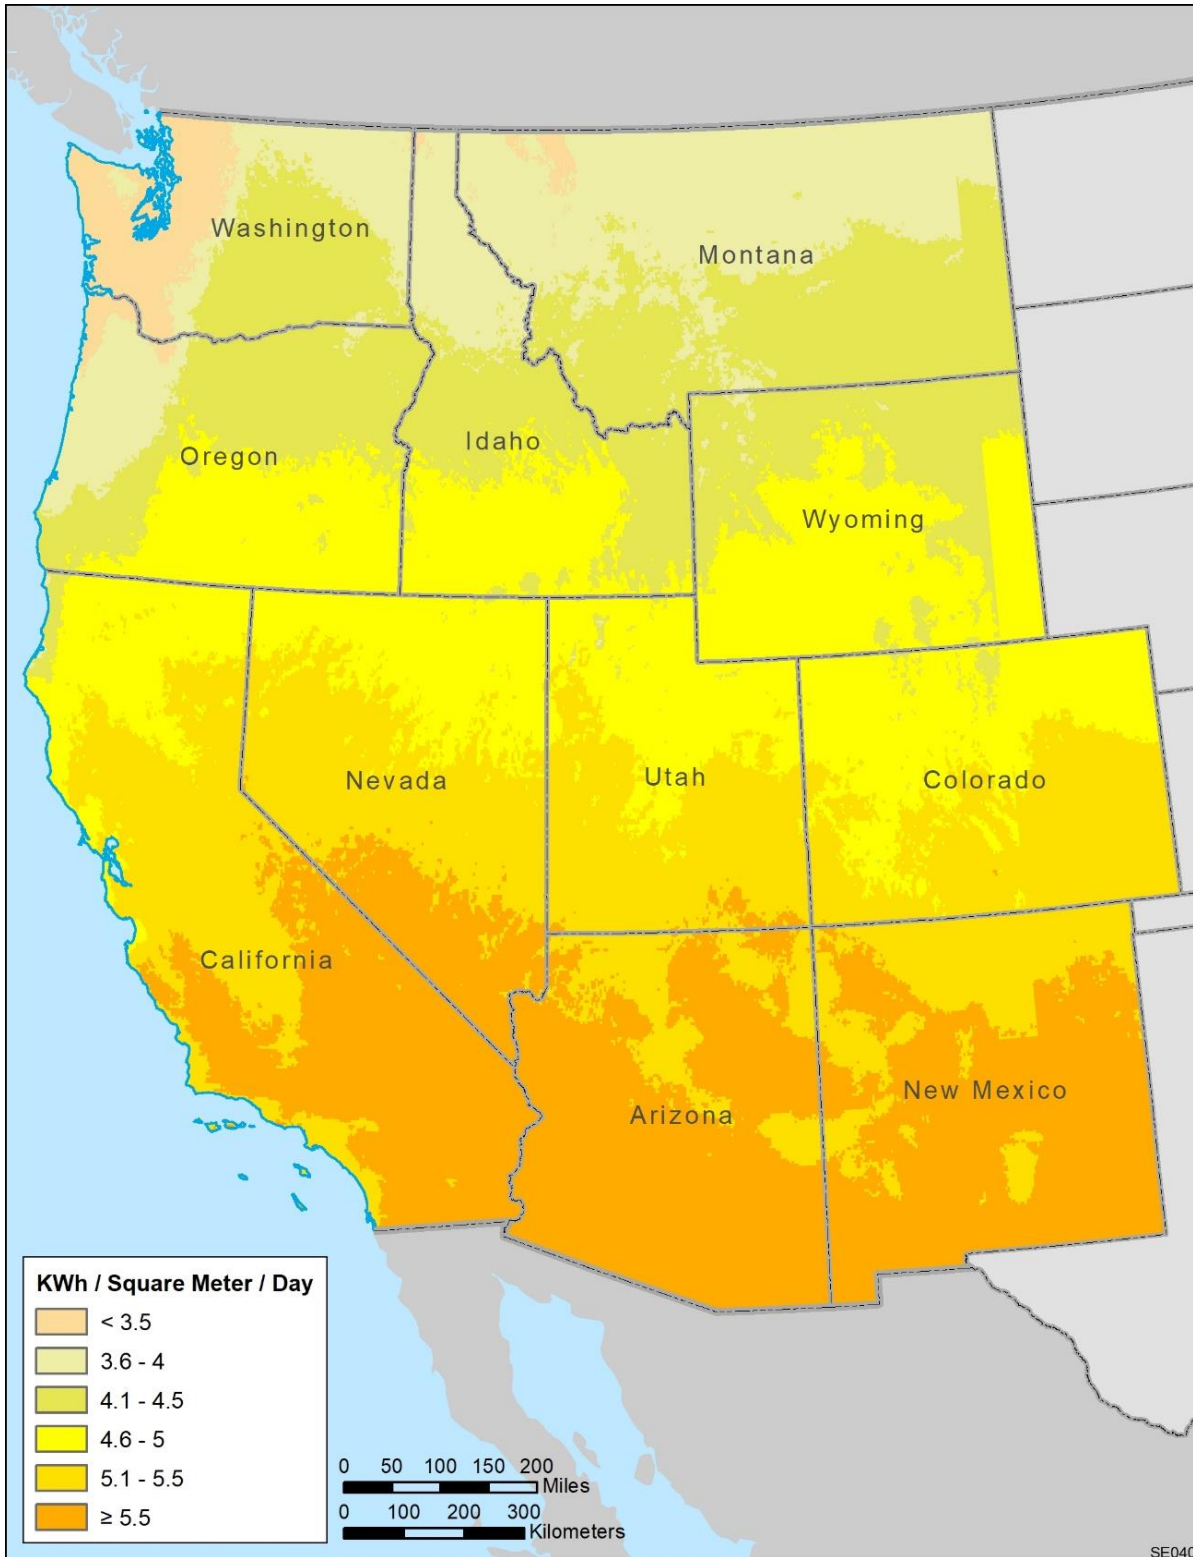 Washington
Montana
Oregon
Idaho
Wyoming
Nevada
Utah
Colorado
California
New Mexico
Arizona
KWh / Square Meter / Day
< 3.5
3.6 - 4
4.1 - 4.5
4.6 - 5
5.1 - 5.5
≥ 5.5
0 50 100 150 200
Miles
0 100 200 300
Kilometers
SE040